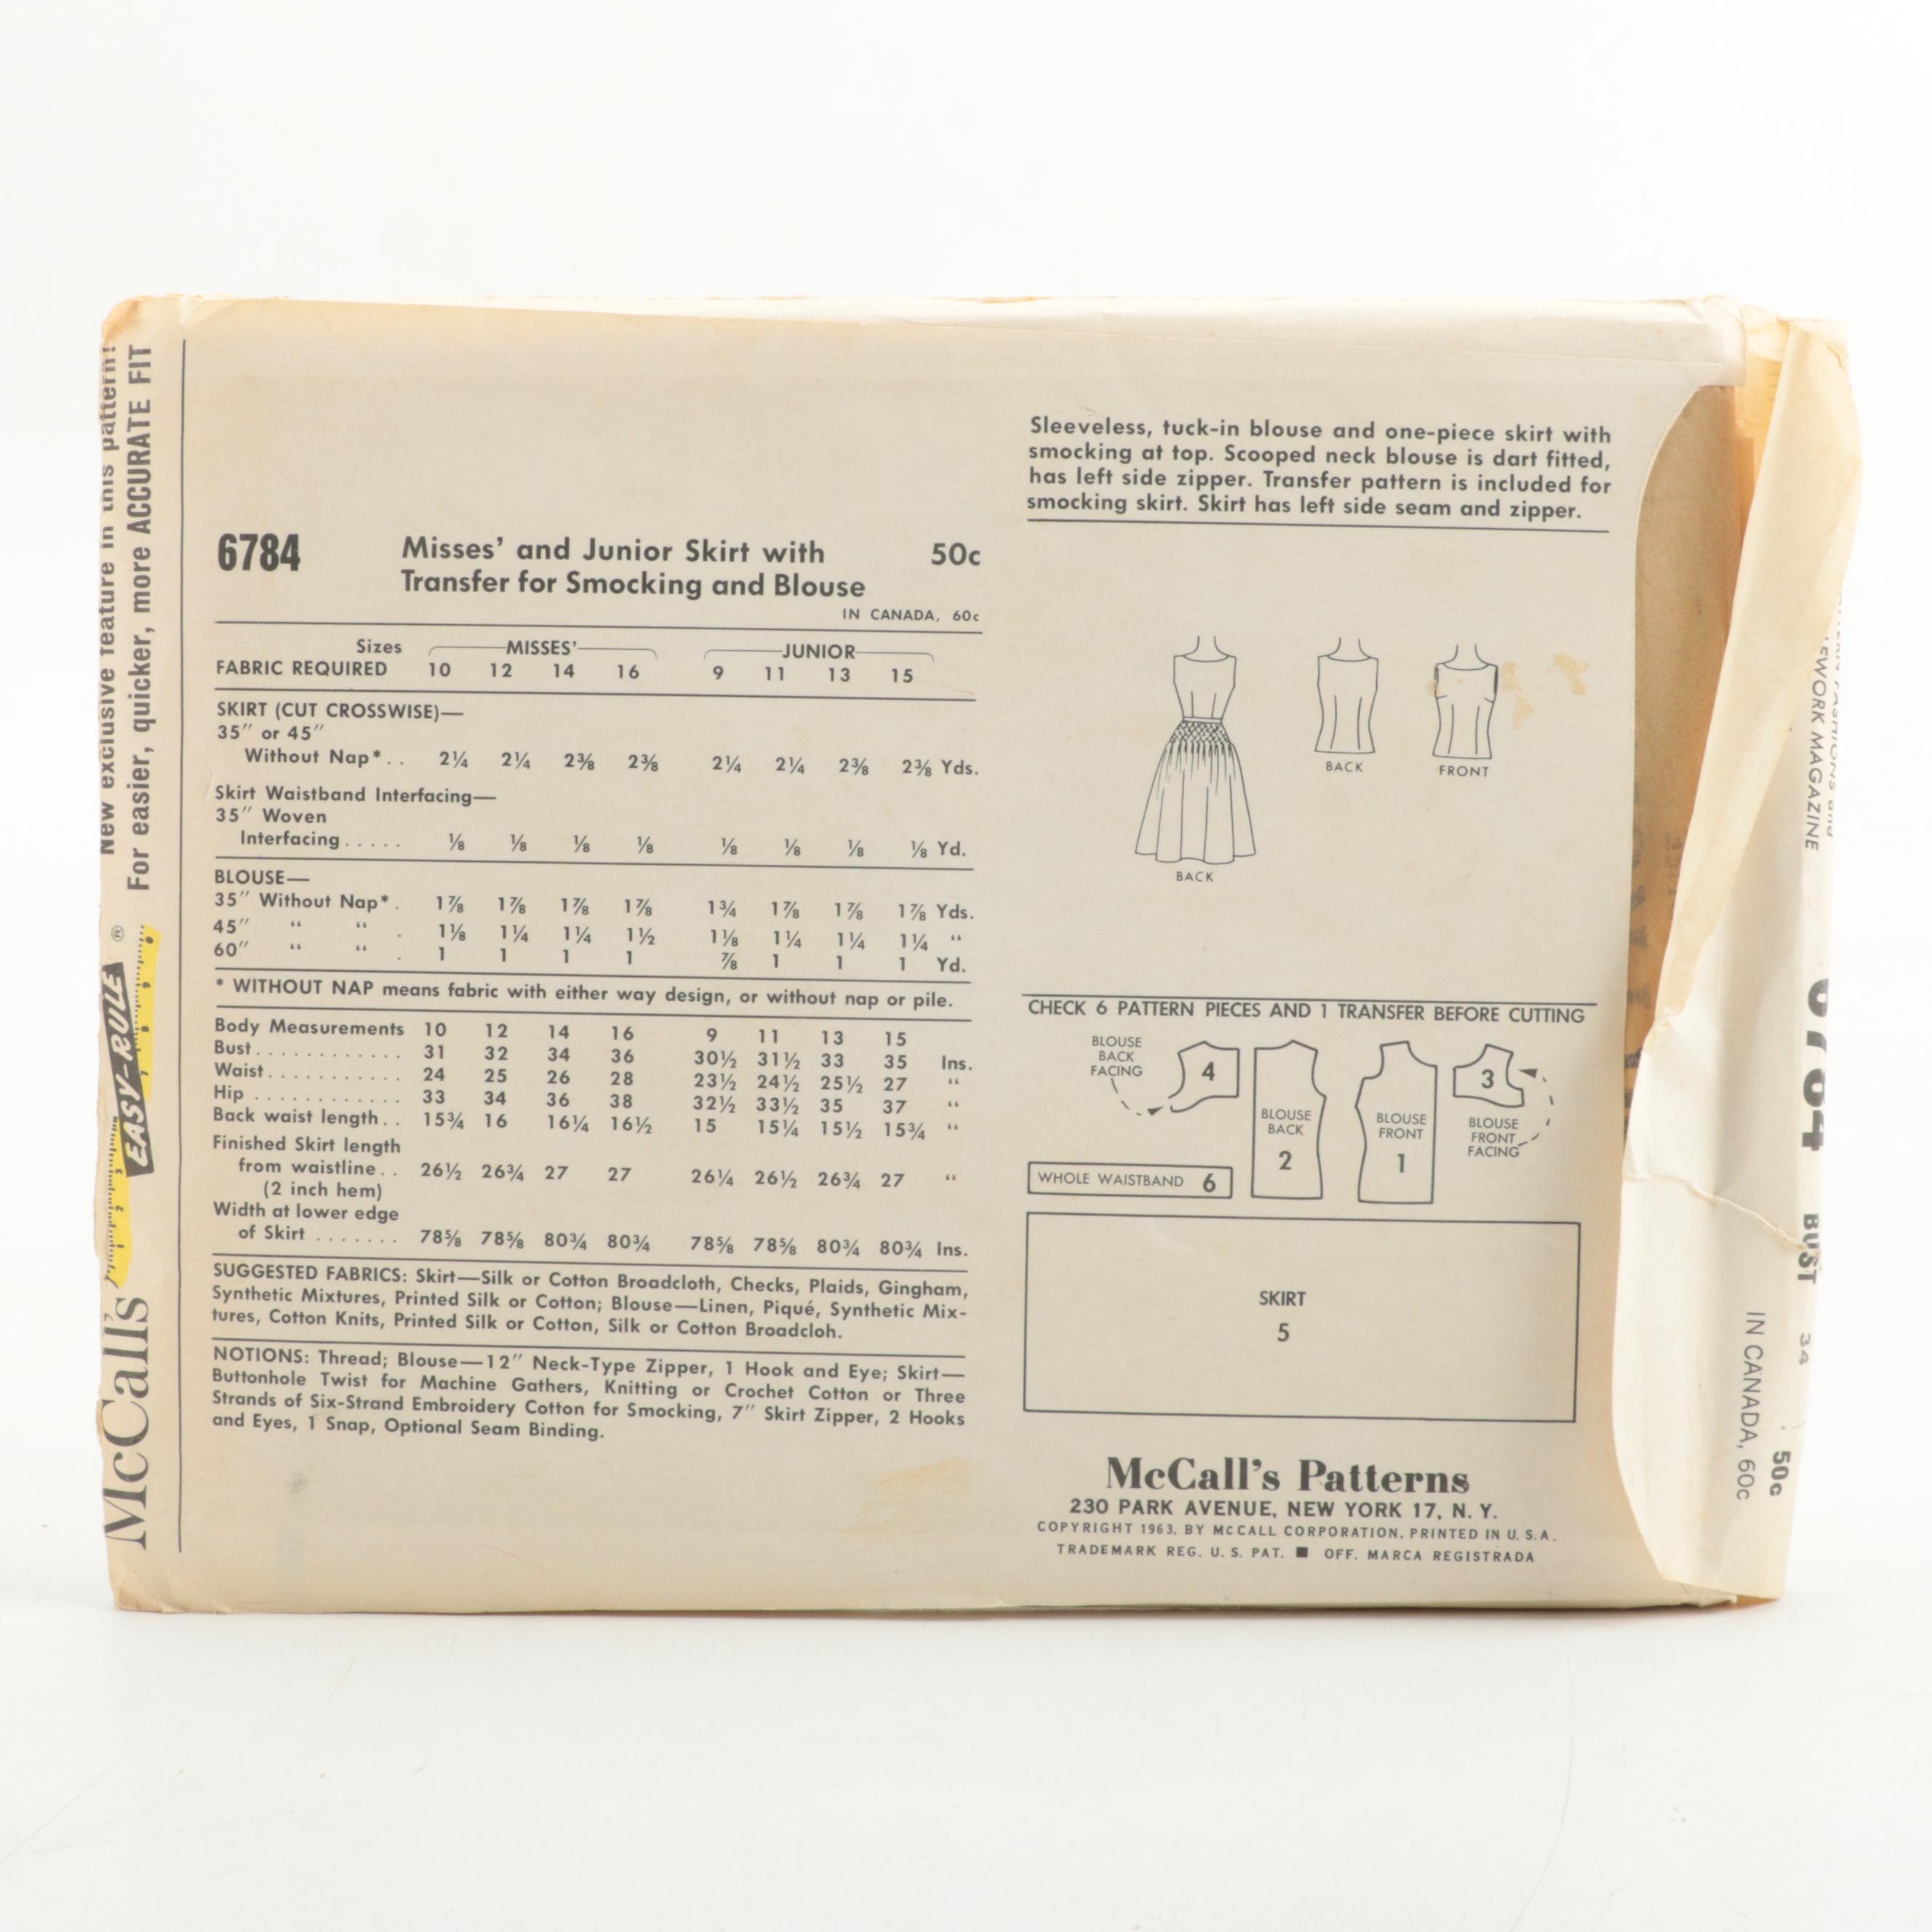 New exclusive feature in this pattern!
For easier, quicker, more ACCURATE FIT
McCall's EASY-RULE ®
6784 Misses' and Junior Skirt with 50c
Transfer for Smocking and Blouse
IN CANADA, 60c
Sizes MISSES' JUNIOR
FABRIC REQUIRED 10 12 14 16 9 11 13 15
SKIRT (CUT CROSSWISE)—
35" or 45"
Without Nap* . . 2¼ 2¼ 2⅜ 2⅜ 2¼ 2¼ 2⅜ 2⅜ Yds.
Skirt Waistband Interfacing—
35" Woven
Interfacing . . . . . ⅛ ⅛ ⅛ ⅛ ⅛ ⅛ ⅛ ⅛ Yd.
BLOUSE—
35" Without Nap* . 1⅞ 1⅞ 1⅞ 1⅞ 1¾ 1⅞ 1⅞ 1⅞ Yds.
45" " " . 1⅛ 1¼ 1¼ 1½ 1⅛ 1¼ 1¼ 1¼ "
60" " " . 1 1 1 1 ⅞ 1 1 1 Yd.
* WITHOUT NAP means fabric with either way design, or without nap or pile.
Body Measurements 10 12 14 16 9 11 13 15
Bust . . . . . . . . . . . . 31 32 34 36 30½ 31½ 33 35 Ins.
Waist . . . . . . . . . . . 24 25 26 28 23½ 24½ 25½ 27 "
Hip . . . . . . . . . . . . 33 34 36 38 32½ 33½ 35 37 "
Back waist length . . 15¾ 16 16¼ 16½ 15 15¼ 15½ 15¾ "
Finished Skirt length
from waistline . . 26½ 26¾ 27 27 26¼ 26½ 26¾ 27 "
(2 inch hem)
Width at lower edge
of Skirt . . . . . . . 78⅝ 78⅝ 80¾ 80¾ 78⅝ 78⅝ 80¾ 80¾ Ins.
SUGGESTED FABRICS: Skirt—Silk or Cotton Broadcloth, Checks, Plaids, Gingham,
Synthetic Mixtures, Printed Silk or Cotton; Blouse—Linen, Piqué, Synthetic Mix-
tures, Cotton Knits, Printed Silk or Cotton, Silk or Cotton Broadcloh.
NOTIONS: Thread; Blouse—12" Neck-Type Zipper, 1 Hook and Eye; Skirt—
Buttonhole Twist for Machine Gathers, Knitting or Crochet Cotton or Three
Strands of Six-Strand Embroidery Cotton for Smocking, 7" Skirt Zipper, 2 Hooks
and Eyes, 1 Snap, Optional Seam Binding.
Sleeveless, tuck-in blouse and one-piece skirt with
smocking at top. Scooped neck blouse is dart fitted,
has left side zipper. Transfer pattern is included for
smocking skirt. Skirt has left side seam and zipper.
BACK
BACK
FRONT
CHECK 6 PATTERN PIECES AND 1 TRANSFER BEFORE CUTTING
BLOUSE
BACK
FACING
4
BLOUSE
BACK
2
BLOUSE
FRONT
1
3
BLOUSE
FRONT
FACING
WHOLE WAISTBAND 6
SKIRT
5
McCall's Patterns
230 PARK AVENUE, NEW YORK 17, N. Y.
COPYRIGHT 1963, BY McCALL CORPORATION, PRINTED IN U. S. A.
TRADEMARK REG. U. S. PAT. ■ OFF. MARCA REGISTRADA
MAGAZINE
6784
BUST 34
50c
IN CANADA, 60c